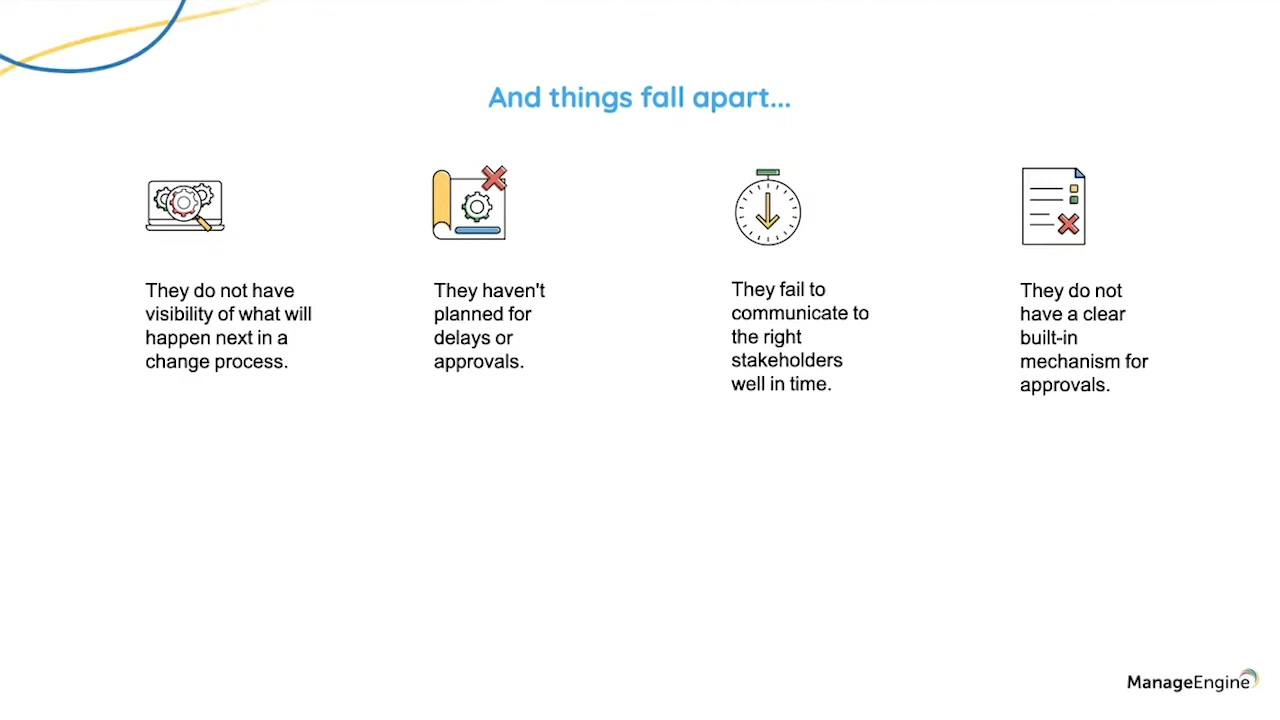 And things fall apart...
They do not have
visibility of what will
happen next in a
change process.
They haven't
planned for
delays or
approvals.
They fail to
communicate to
the right
stakeholders
well in time.
They do not
have a clear
built-in
mechanism for
approvals.
ManageEngine